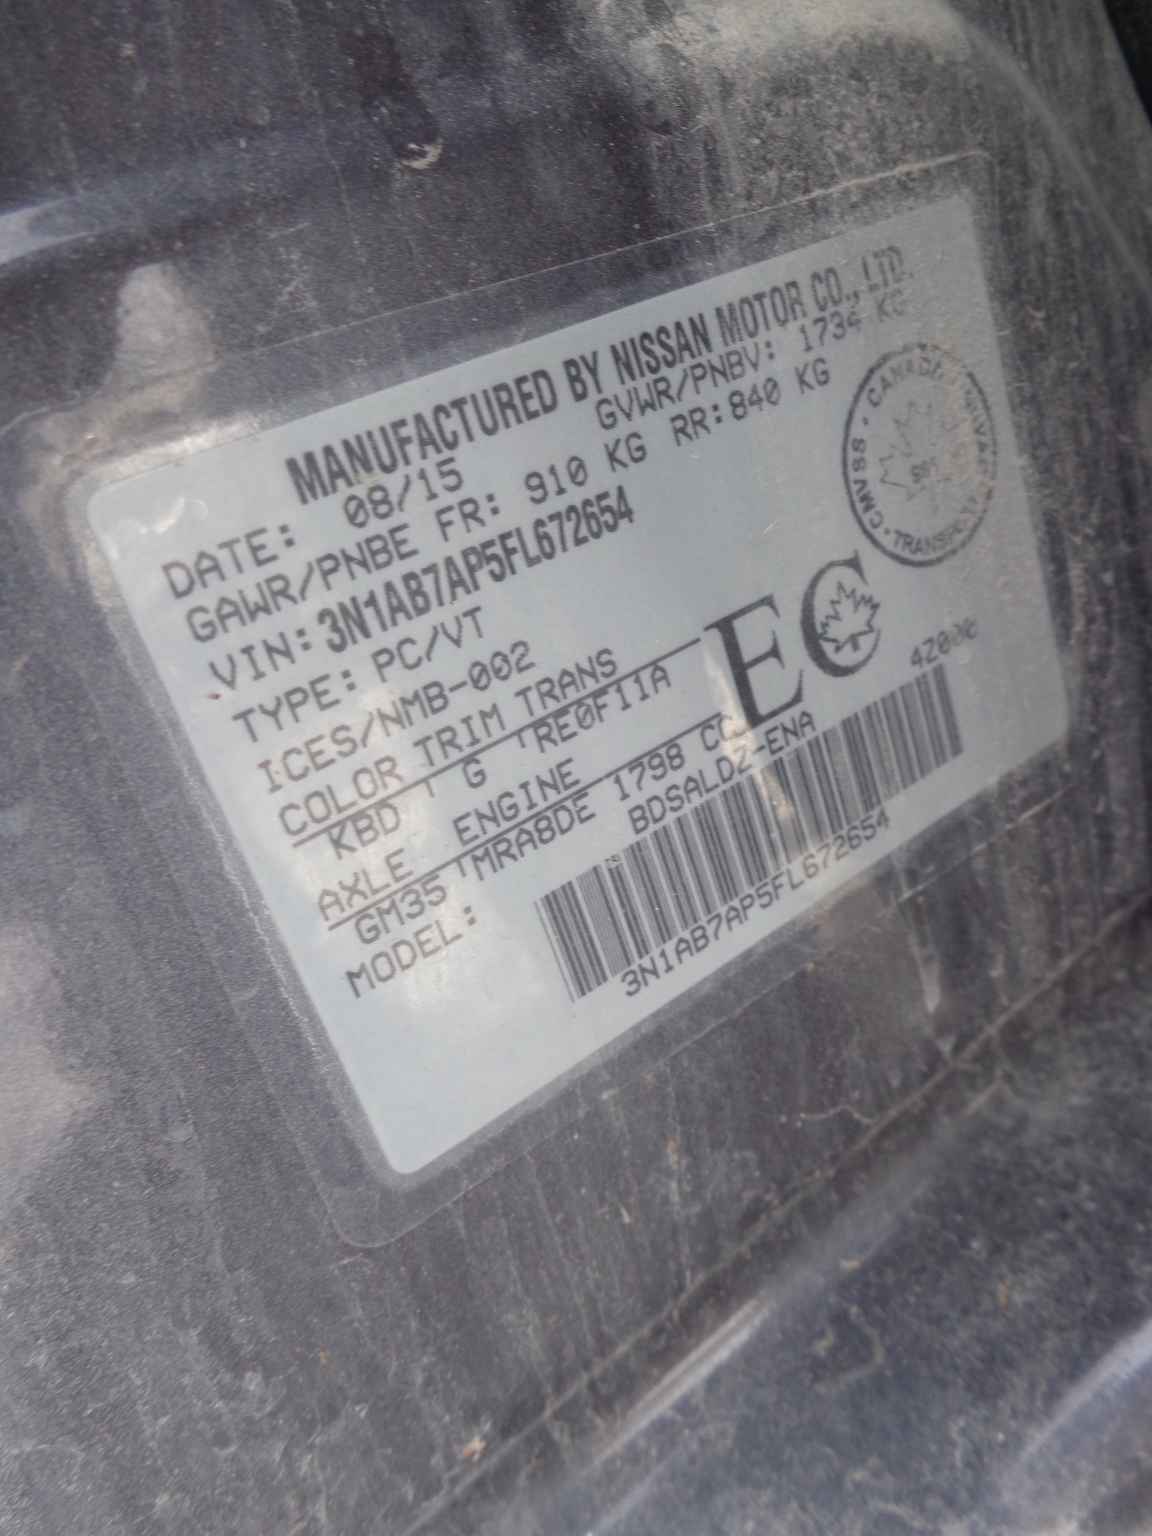 MANUFACTURED BY NISSAN MOTOR CO., LTD.
DATE: 08/15 GVWR/PNBV: 1734 KG
GAWR/PNBE FR: 910 KG RR:840 KG
VIN:3N1AB7AP5FL672654
TYPE: PC/VT
ICES/NMB-002
COLOR TRIM TRANS
KBD G RE0F11A
AXLE ENGINE
GM35 MRA8DE 1798 CC
MODEL: BDSALDZ-ENA
4Z000
3N1AB7AP5FL672654
EC
CMVSS · CANADIAN
TRANSPORT